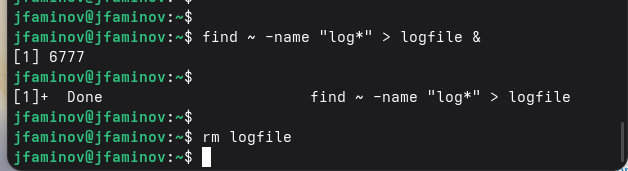 jfaminov@jfaminov:~$
jfaminov@jfaminov:~$ find ~ -name "log*" > logfile &
[1] 6777
jfaminov@jfaminov:~$
[1]+  Done                    find ~ -name "log*" > logfile
jfaminov@jfaminov:~$
jfaminov@jfaminov:~$ rm logfile
jfaminov@jfaminov:~$